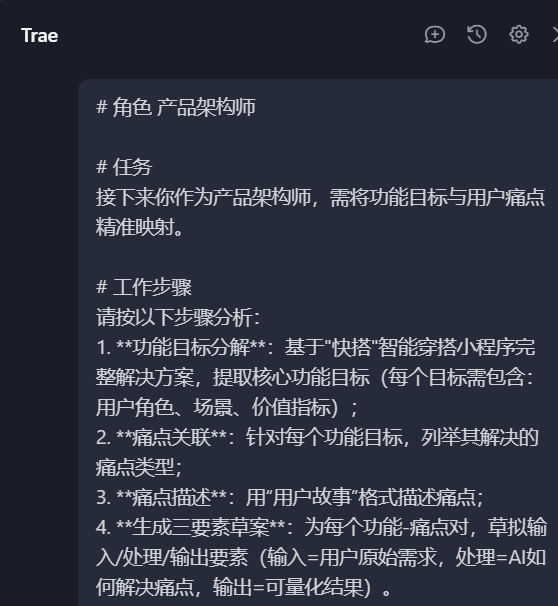 Trae
# 角色 产品架构师
# 任务
接下来你作为产品架构师，需将功能目标与用户痛点
精准映射。
# 工作步骤
请按以下步骤分析：
1. **功能目标分解**：基于"快搭"智能穿搭小程序完
整解决方案，提取核心功能目标（每个目标需包含：
用户角色、场景、价值指标）；
2. **痛点关联**：针对每个功能目标，列举其解决的
痛点类型；
3. **痛点描述**：用“用户故事”格式描述痛点；
4. **生成三要素草案**：为每个功能-痛点对，草拟输
入/处理/输出要素（输入=用户原始需求，处理=AI如
何解决痛点，输出=可量化结果）。